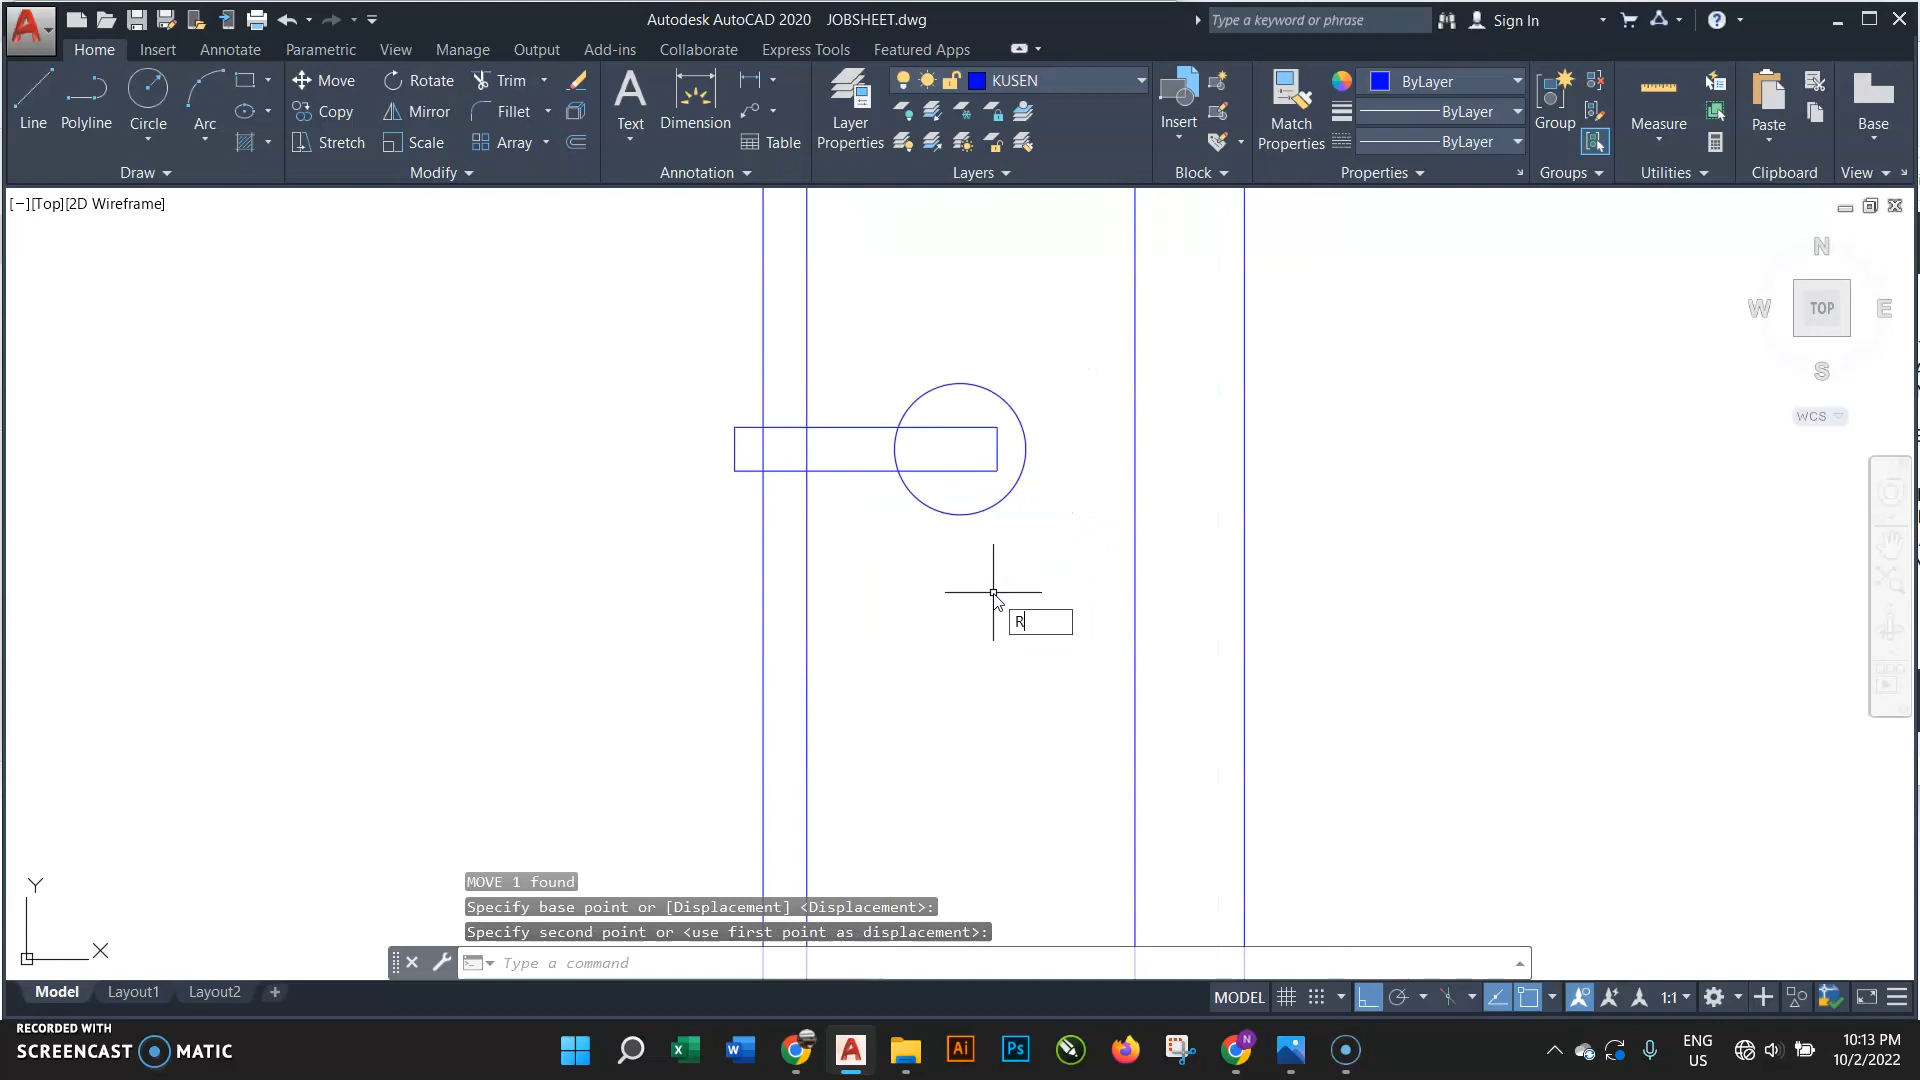 Autodesk AutoCAD 2020 JOBSHEET.dwg
Type a keyword or phrase
Sign In
Home Insert Annotate Parametric View Manage Output Add-ins Collaborate Express Tools Featured Apps
Line
Polyline
Circle
Arc
Draw
Move
Copy
Stretch
Rotate
Mirror
Scale
Trim
Fillet
Array
Modify
Text
Dimension
Table
Annotation
Layer
Properties
KUSEN
Layers
Insert
Block
Match
Properties
ByLayer
ByLayer
ByLayer
Properties
Group
Groups
Measure
Utilities
Paste
Clipboard
Base
View
[−][Top][2D Wireframe]
N
W
TOP
E
S
WCS
R
MOVE 1 found
Specify base point or [Displacement] <Displacement>:
Specify second point or <use first point as displacement>:
Type a command
Y
X
Model Layout1 Layout2 +
MODEL
1:1
RECORDED WITH
SCREENCAST MATIC
ENG
US
10:13 PM
10/2/2022